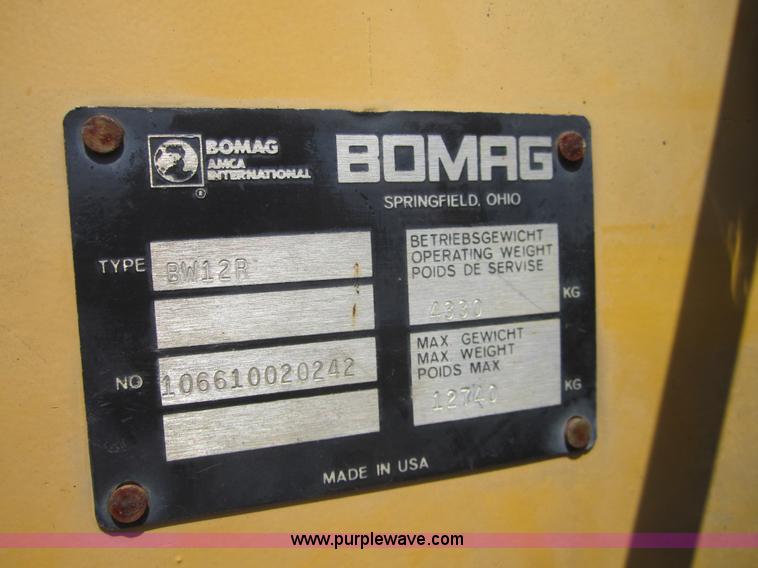 BOMAG
AMCA
INTERNATIONAL
®
BOMAG
SPRINGFIELD, OHIO
TYPE BW12R
NO 106610020242
BETRIEBSGEWICHT
OPERATING WEIGHT
POIDS DE SERVISE
4330 KG
MAX GEWICHT
MAX WEIGHT
POIDS MAX
12740 KG
MADE IN USA
www.purplewave.com